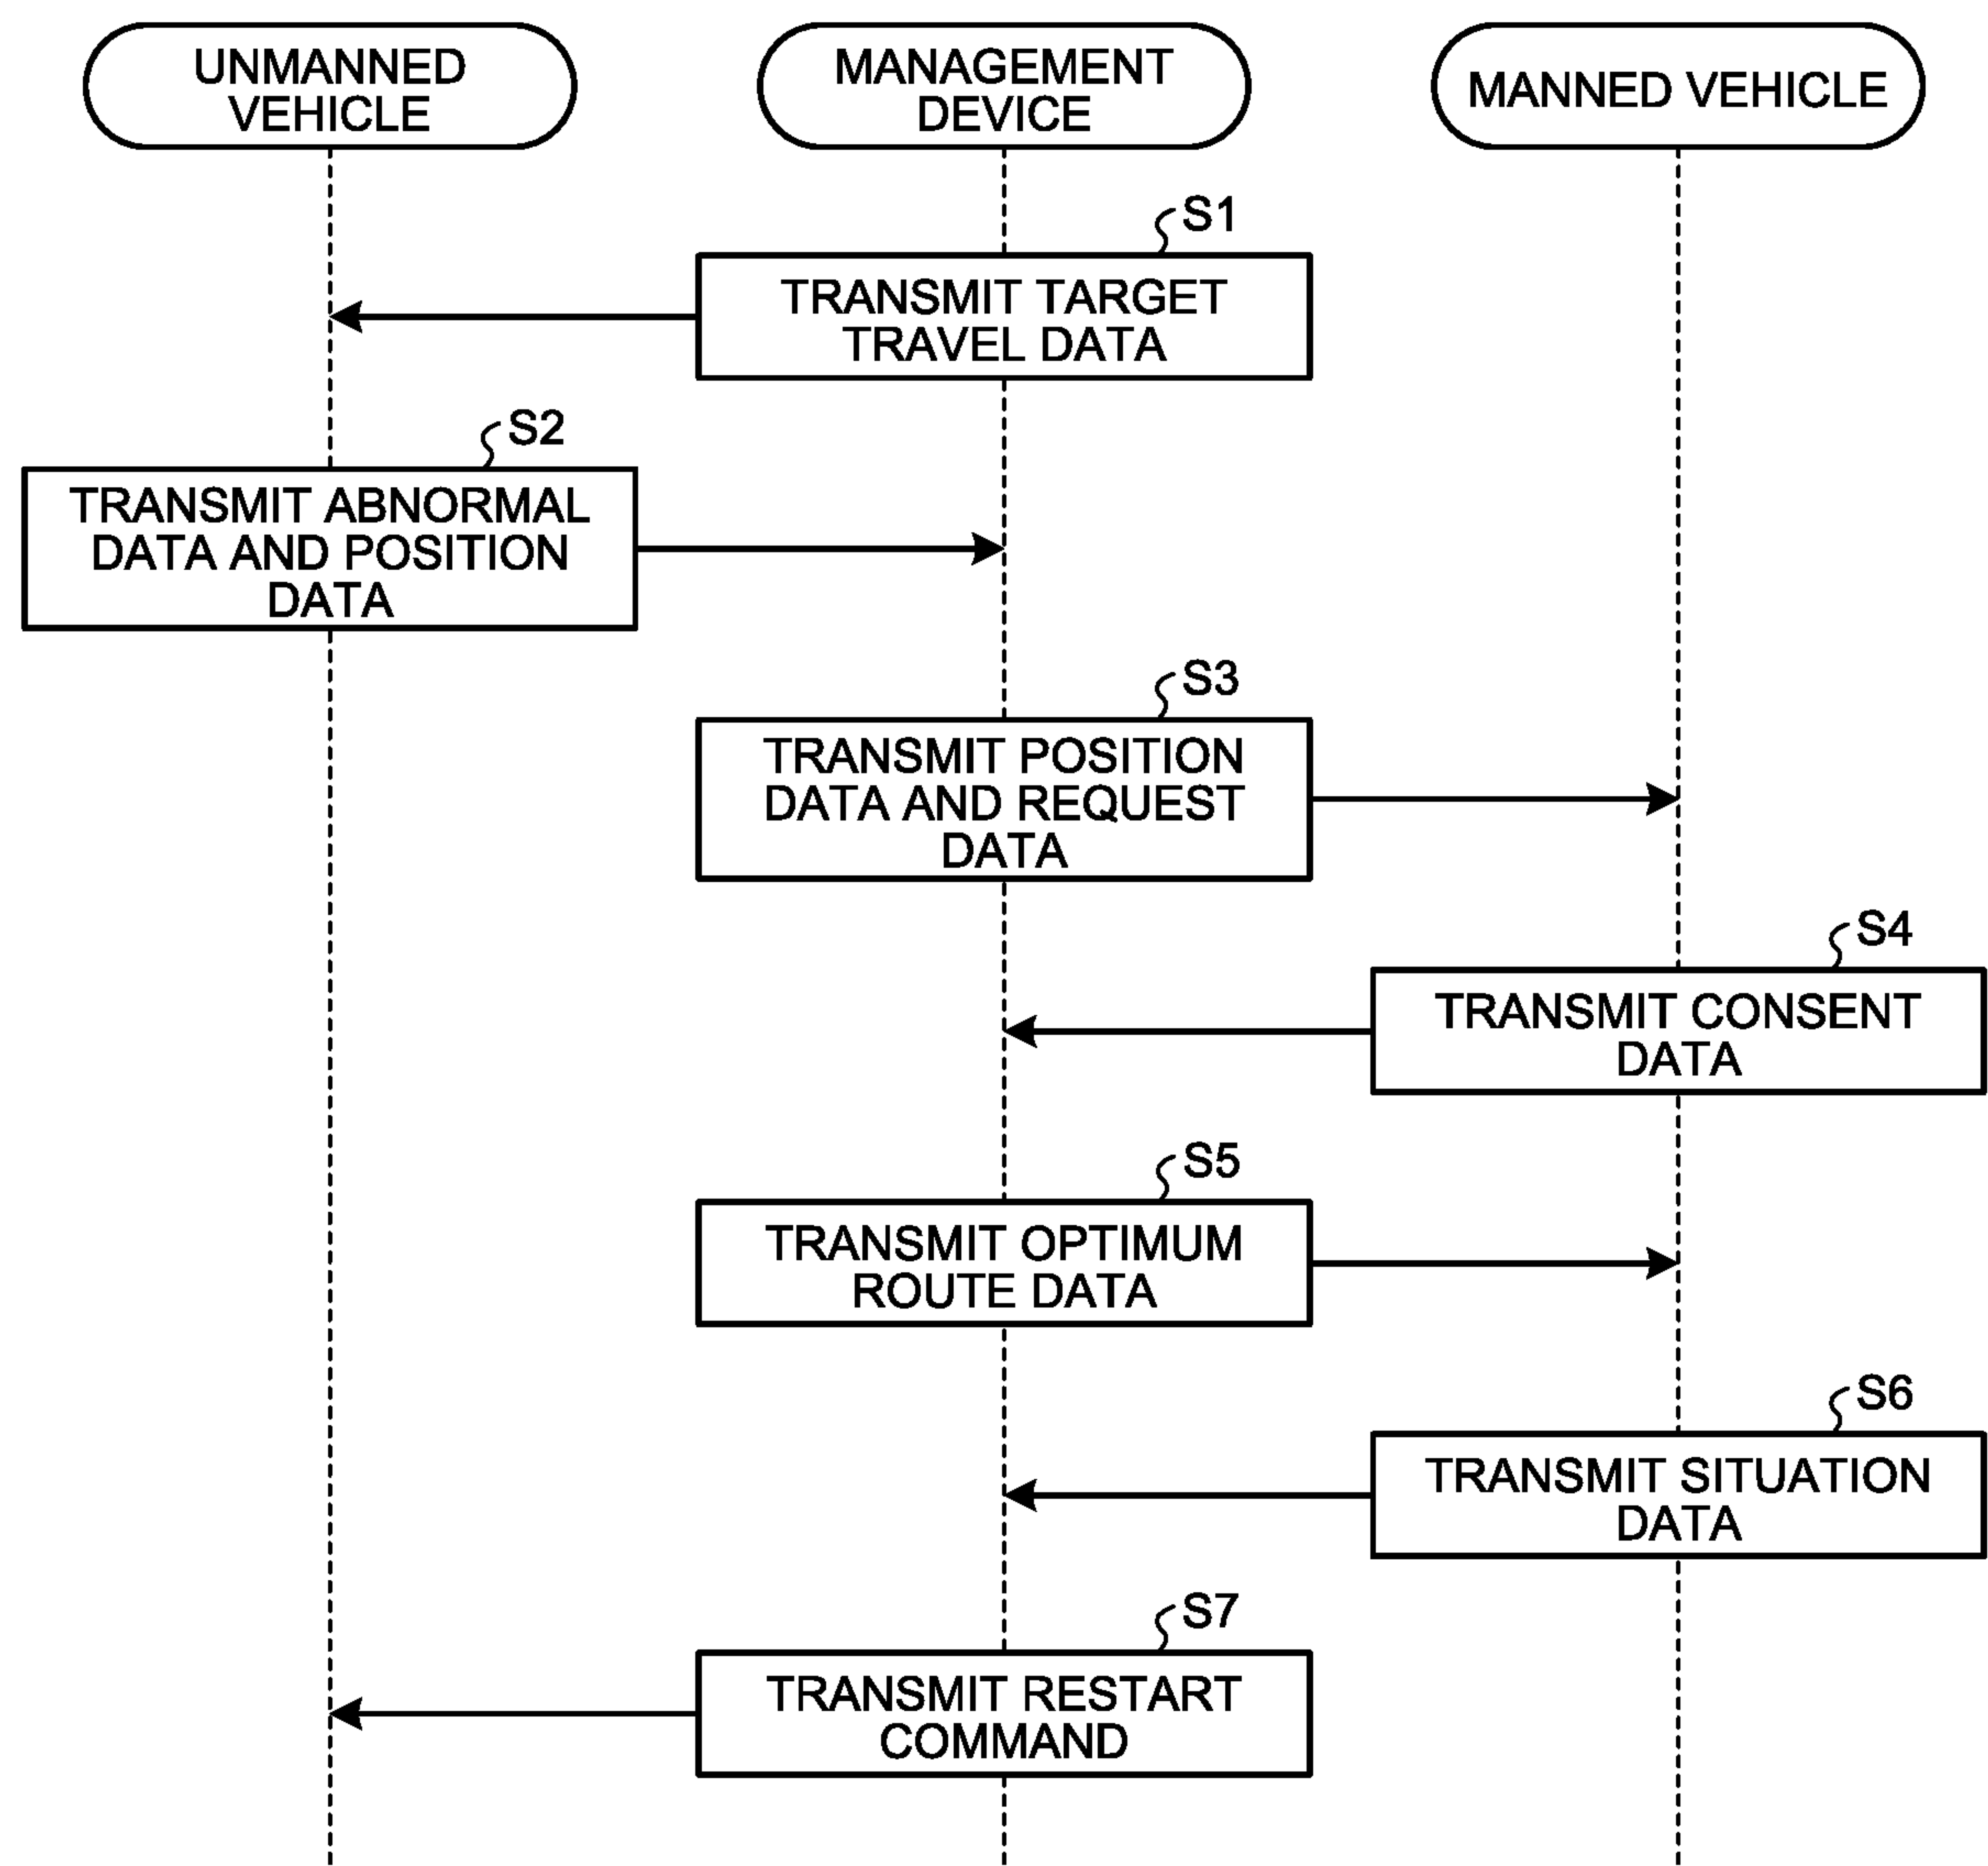 UNMANNED
VEHICLE
MANAGEMENT
DEVICE
MANNED VEHICLE
S1
TRANSMIT TARGET
TRAVEL DATA
S2
TRANSMIT ABNORMAL
DATA AND POSITION
DATA
S3
TRANSMIT POSITION
DATA AND REQUEST
DATA
S4
TRANSMIT CONSENT
DATA
S5
TRANSMIT OPTIMUM
ROUTE DATA
S6
TRANSMIT SITUATION
DATA
S7
TRANSMIT RESTART
COMMAND